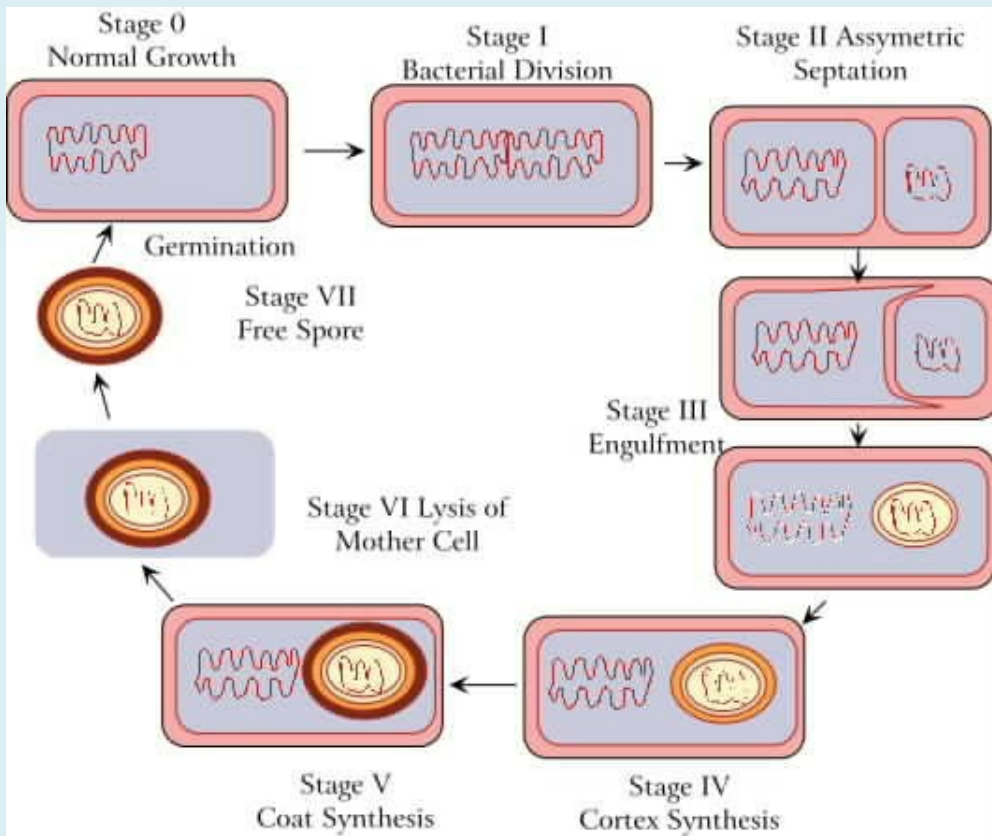 Stage 0
Normal Growth
Stage I
Bacterial Division
Stage II Assymetric
Septation
Germination
Stage VII
Free Spore
Stage III
Engulfment
Stage VI Lysis of
Mother Cell
Stage V
Coat Synthesis
Stage IV
Cortex Synthesis